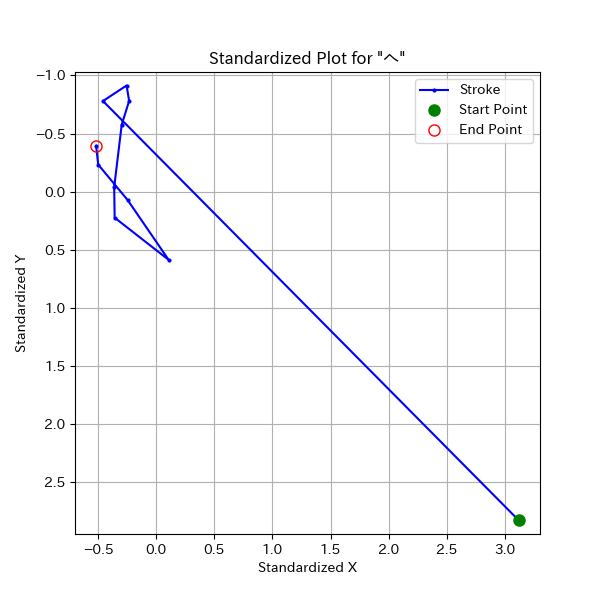 Standardized Plot for "へ"
Stroke
Start Point
End Point
−1.0
−0.5
0.0
0.5
1.0
1.5
2.0
2.5
Standardized Y
−0.5 0.0 0.5 1.0 1.5 2.0 2.5 3.0
Standardized X